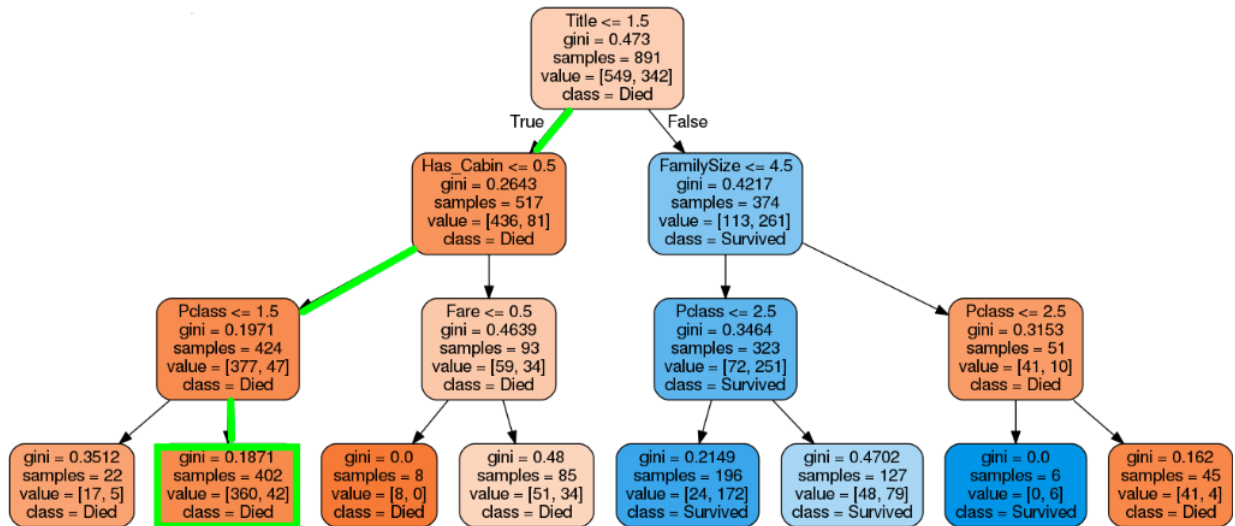 Title <= 1.5
gini = 0.473
samples = 891
value = [549, 342]
class = Died
True
False
Has_Cabin <= 0.5
gini = 0.2643
samples = 517
value = [436, 81]
class = Died
FamilySize <= 4.5
gini = 0.4217
samples = 374
value = [113, 261]
class = Survived
Pclass <= 1.5
gini = 0.1971
samples = 424
value = [377, 47]
class = Died
Fare <= 0.5
gini = 0.4639
samples = 93
value = [59, 34]
class = Died
Pclass <= 2.5
gini = 0.3464
samples = 323
value = [72, 251]
class = Survived
Pclass <= 2.5
gini = 0.3153
samples = 51
value = [41, 10]
class = Died
gini = 0.3512
samples = 22
value = [17, 5]
class = Died
gini = 0.1871
samples = 402
value = [360, 42]
class = Died
gini = 0.0
samples = 8
value = [8, 0]
class = Died
gini = 0.48
samples = 85
value = [51, 34]
class = Died
gini = 0.2149
samples = 196
value = [24, 172]
class = Survived
gini = 0.4702
samples = 127
value = [48, 79]
class = Survived
gini = 0.0
samples = 6
value = [0, 6]
class = Survived
gini = 0.162
samples = 45
value = [41, 4]
class = Died